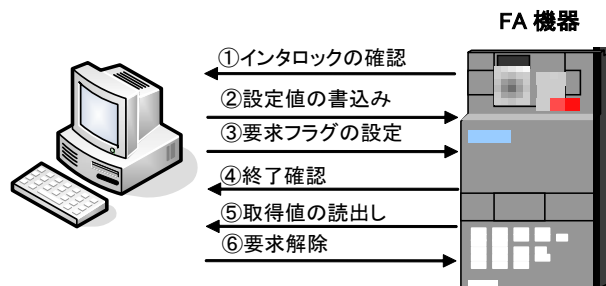 FA 機器
①インタロックの確認
②設定値の書込み
③要求フラグの設定
④終了確認
⑤取得値の読出し
⑥要求解除